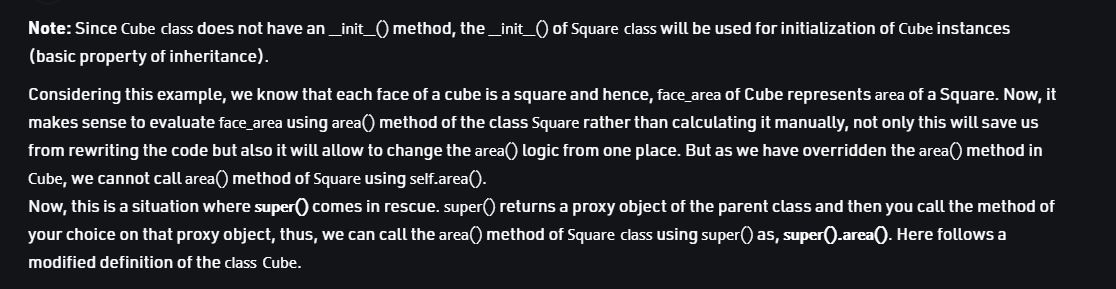 Note: Since Cube class does not have an __init__() method, the __init__() of Square class will be used for initialization of Cube instances
(basic property of inheritance).
Considering this example, we know that each face of a cube is a square and hence, face_area of Cube represents area of a Square. Now, it
makes sense to evaluate face_area using area() method of the class Square rather than calculating it manually, not only this will save us
from rewriting the code but also it will allow to change the area() logic from one place. But as we have overridden the area() method in
Cube, we cannot call area() method of Square using self.area().
Now, this is a situation where super() comes in rescue. super() returns a proxy object of the parent class and then you call the method of
your choice on that proxy object, thus, we can call the area() method of Square class using super() as, super().area(). Here follows a
modified definition of the class Cube.